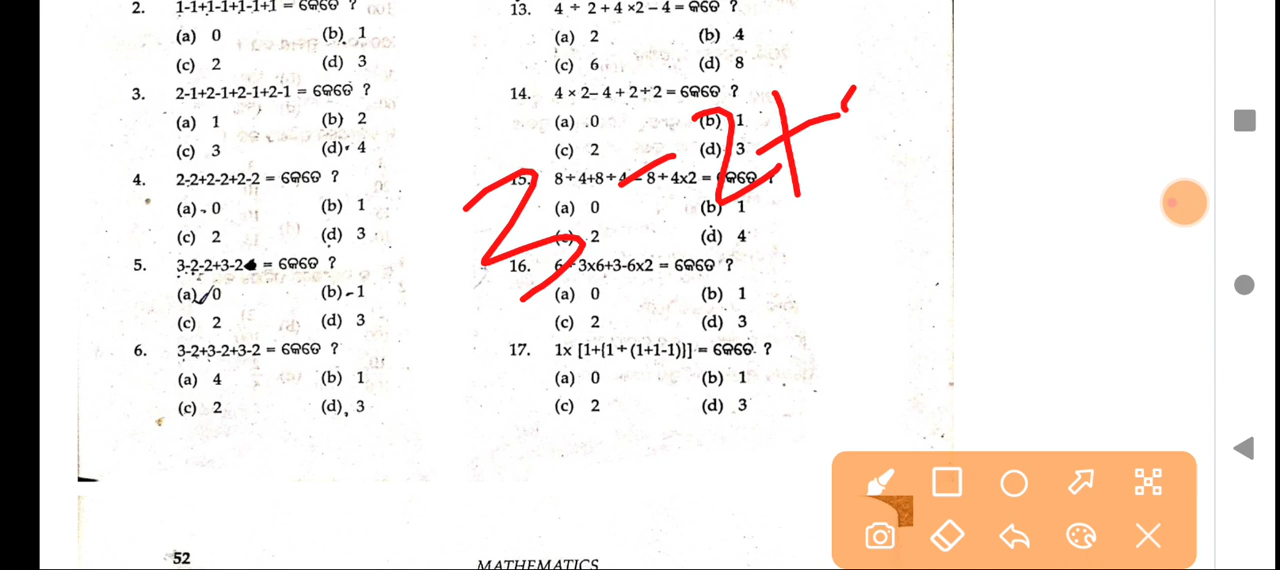 2. 1-1+1-1+1-1+1 = କେତେ ?
(a) 0 (b) 1
(c) 2 (d) 3
3. 2-1+2-1+2-1+2-1 = କେତେ ?
(a) 1 (b) 2
(c) 3 (d) 4
4. 2-2+2-2+2-2 = କେତେ ?
(a) 0 (b) 1
(c) 2 (d) 3
5. 3-2-2+3-2 = କେତେ ?
(a) 0 (b) -1
(c) 2 (d) 3
6. 3-2+3-2+3-2 = କେତେ ?
(a) 4 (b) 1
(c) 2 (d) 3
13. 4 ÷ 2 + 4 ×2 – 4 = କେତେ ?
(a) 2 (b) 4
(c) 6 (d) 8
14. 4 × 2– 4 + 2÷2 = କେତେ ?
(a) 0 (b) 1
(c) 2 (d) 3
15. 8÷4+8÷4 – 8÷4x2 = କେତେ ?
(a) 0 (b) 1
(c) 2 (d) 4
16. 6÷3x6+3-6x2 = କେତେ ?
(a) 0 (b) 1
(c) 2 (d) 3
17. 1x [1+{1÷(1+1-1)}] = କେତେ ?
(a) 0 (b) 1
(c) 2 (d) 3
3 – 2+
52
MATHEMATICS